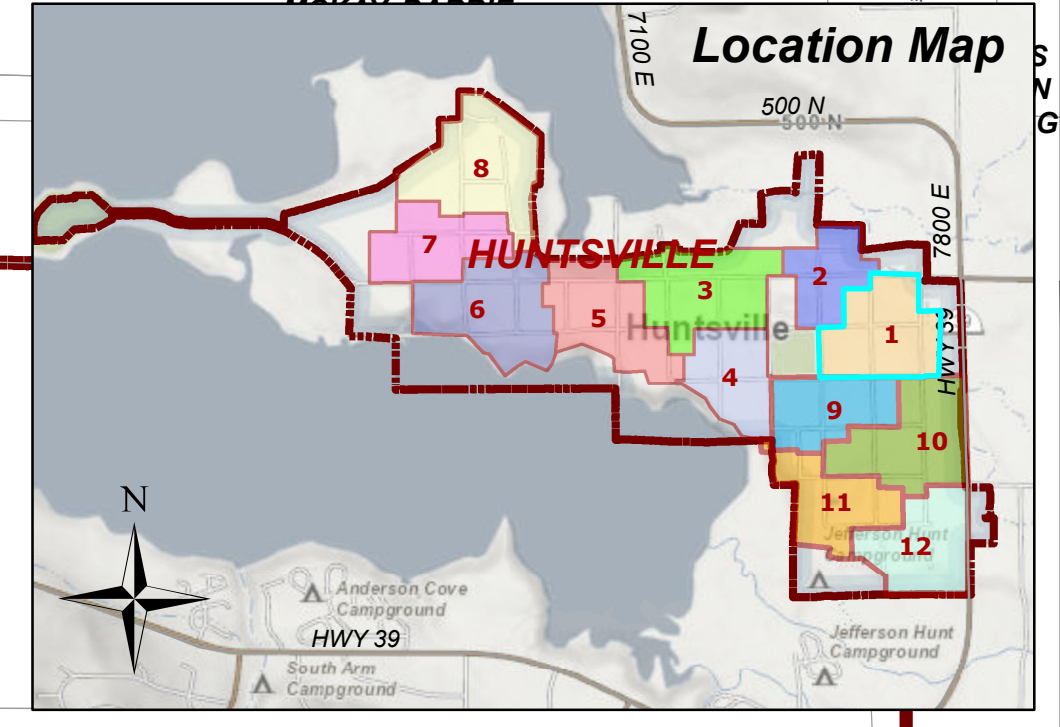 Location Map
S
N
G
7100 E
500 N
500 N
7800 E
8
7
HUNTSVILLE
2
3
6
5
Huntsville
1
HWY 39
4
9
10
11
Jefferson Hunt
Campground
12
N
Anderson Cove
Campground
HWY 39
South Arm
Campground
Jefferson Hunt
Campground